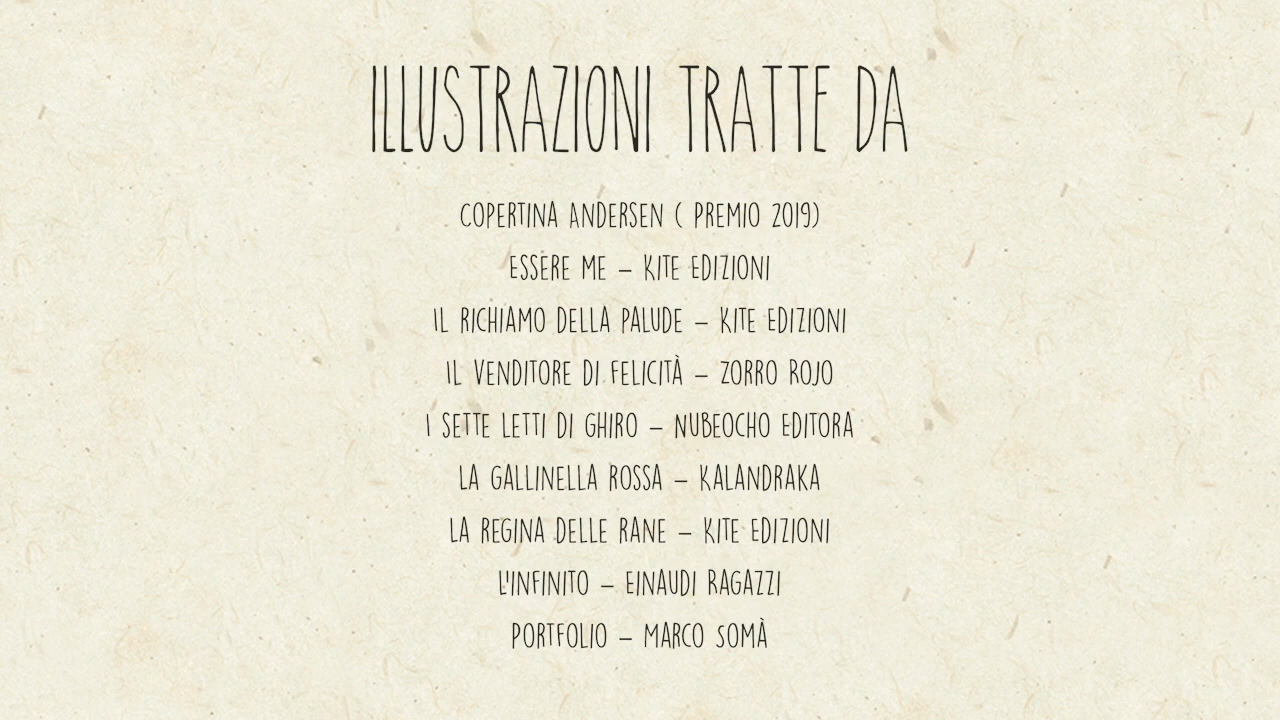 ILLUSTRAZIONI TRATTE DA
COPERTINA ANDERSEN ( PREMIO 2019)
ESSERE ME – KITE EDIZIONI
IL RICHIAMO DELLA PALUDE – KITE EDIZIONI
IL VENDITORE DI FELICITÀ – ZORRO ROJO
I SETTE LETTI DI GHIRO – NUBEOCHO EDITORA
LA GALLINELLA ROSSA – KALANDRAKA
LA REGINA DELLE RANE – KITE EDIZIONI
L'INFINITO – EINAUDI RAGAZZI
PORTFOLIO – MARCO SOMÀ